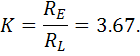 K = R_E / R_L = 3.67.